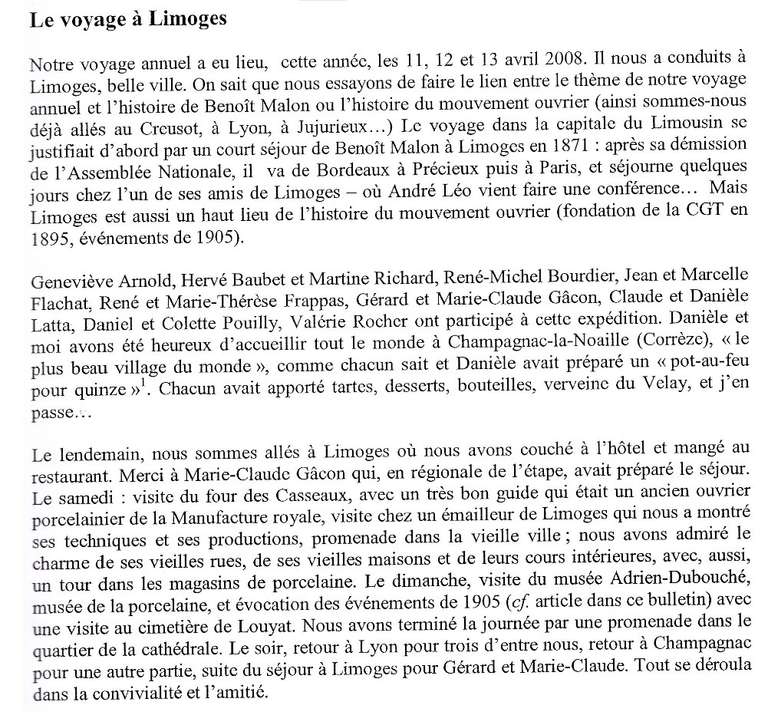 Le voyage à Limoges
Notre voyage annuel a eu lieu, cette année, les 11, 12 et 13 avril 2008. Il nous a conduits à
Limoges, belle ville. On sait que nous essayons de faire le lien entre le thème de notre voyage
annuel et l'histoire de Benoît Malon ou l'histoire du mouvement ouvrier (ainsi sommes-nous
déjà allés au Creusot, à Lyon, à Jujurieux…) Le voyage dans la capitale du Limousin se
justifiait d'abord par un court séjour de Benoît Malon à Limoges en 1871 : après sa démission
de l'Assemblée Nationale, il va de Bordeaux à Précieux puis à Paris, et séjourne quelques
jours chez l'un de ses amis de Limoges – où André Léo vient faire une conférence… Mais
Limoges est aussi un haut lieu de l'histoire du mouvement ouvrier (fondation de la CGT en
1895, événements de 1905).
Geneviève Arnold, Hervé Baubet et Martine Richard, René-Michel Bourdier, Jean et Marcelle
Flachat, René et Marie-Thérèse Frappas, Gérard et Marie-Claude Gâcon, Claude et Danièle
Latta, Daniel et Colette Pouilly, Valérie Rocher ont participé à cette expédition. Danièle et
moi avons été heureux d'accueillir tout le monde à Champagnac-la-Noaille (Corrèze), « le
plus beau village du monde », comme chacun sait et Danièle avait préparé un « pot-au-feu
pour quinze »¹. Chacun avait apporté tartes, desserts, bouteilles, verveine du Velay, et j'en
passe…
Le lendemain, nous sommes allés à Limoges où nous avons couché à l'hôtel et mangé au
restaurant. Merci à Marie-Claude Gâcon qui, en régionale de l'étape, avait préparé le séjour.
Le samedi : visite du four des Casseaux, avec un très bon guide qui était un ancien ouvrier
porcelainier de la Manufacture royale, visite chez un émailleur de Limoges qui nous a montré
ses techniques et ses productions, promenade dans la vieille ville ; nous avons admiré le
charme de ses vieilles rues, de ses vieilles maisons et de leurs cours intérieures, avec, aussi,
un tour dans les magasins de porcelaine. Le dimanche, visite du musée Adrien-Dubouché,
musée de la porcelaine, et évocation des événements de 1905 (cf. article dans ce bulletin) avec
une visite au cimetière de Louyat. Nous avons terminé la journée par une promenade dans le
quartier de la cathédrale. Le soir, retour à Lyon pour trois d'entre nous, retour à Champagnac
pour une autre partie, suite du séjour à Limoges pour Gérard et Marie-Claude. Tout se déroula
dans la convivialité et l'amitié.